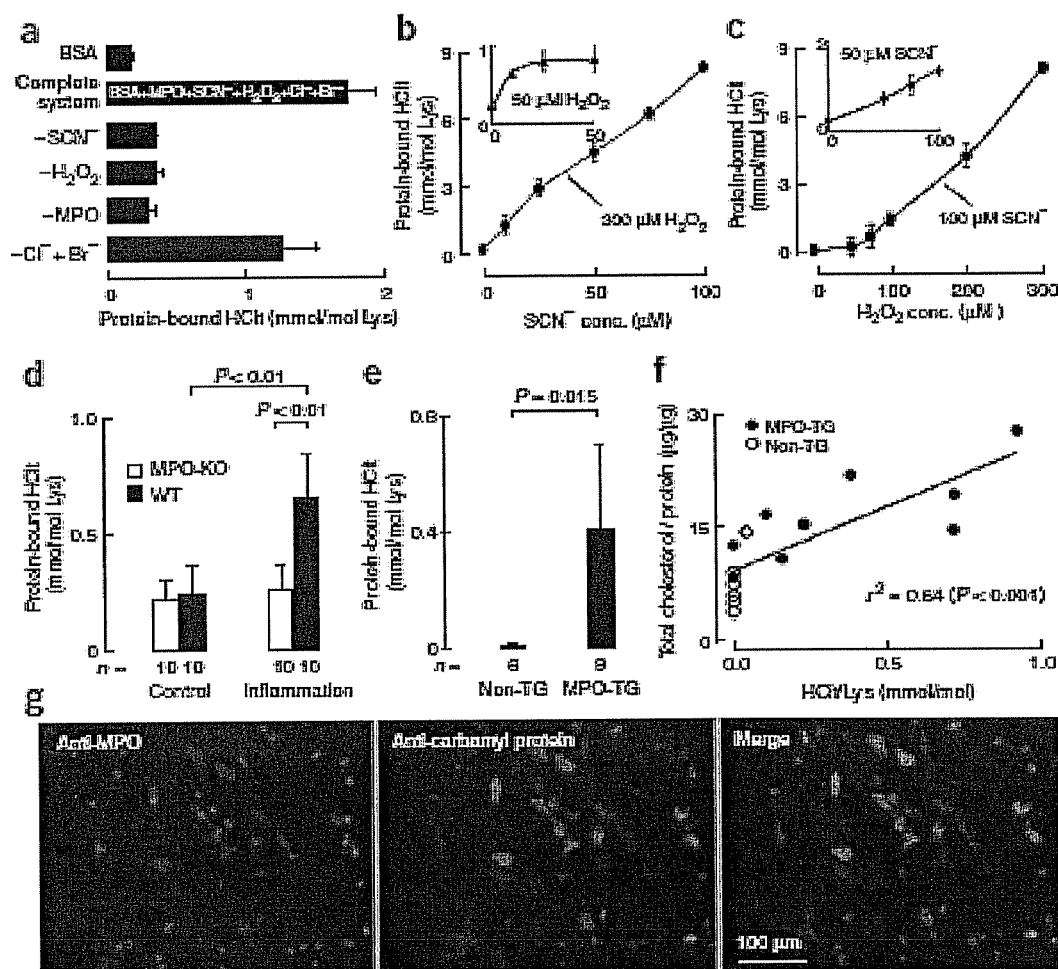 a
BSA
Complete
system
BSA+MPO+SCN⁻+H₂O₂+Cl⁻+Br⁻
–SCN⁻
–H₂O₂
–MPO
–Cl⁻+Br⁻
0 1 2
Protein-bound HCit (mmol/mol Lys)
b
Protein-bound HCit
(mmol/mol Lys)
9
6
3
0
1
0
50 µM H₂O₂
0 50
300 µM H₂O₂
0 50 100
SCN⁻ conc. (µM)
c
Protein-bound HCit
(mmol/mol Lys)
9
6
3
0
2
0
50 µM SCN⁻
0 100
100 µM SCN⁻
0 100 200 300
H₂O₂ conc. (µM)
d
Protein-bound HCit
(mmol/mol Lys)
P < 0.01
P < 0.01
1.0
0.5
0
MPO-KO
WT
n = 10 10 10 10
Control Inflammation
e
Protein-bound HCit
(mmol/mol Lys)
P = 0.015
0.8
0.4
0
n =
Non-TG MPO-TG
f
Total cholesterol / protein (µg/µg)
30
15
0
MPO-TG
Non-TG
r² = 0.64 (P < 0.001)
0.0 0.5 1.0
HCit/Lys (mmol/mol)
g
Anti-MPO
Anti-carbamyl protein
Merge
100 µm